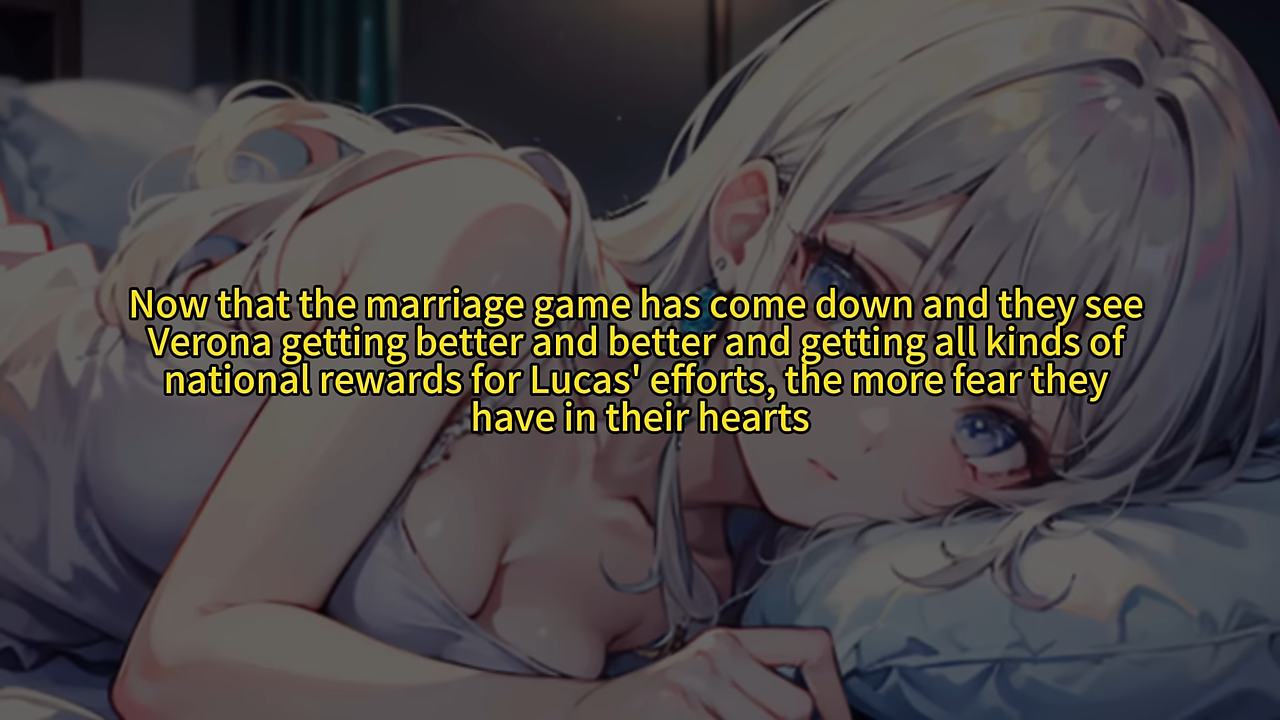 Now that the marriage game has come down and they see
Verona getting better and better and getting all kinds of
national rewards for Lucas' efforts, the more fear they
have in their hearts